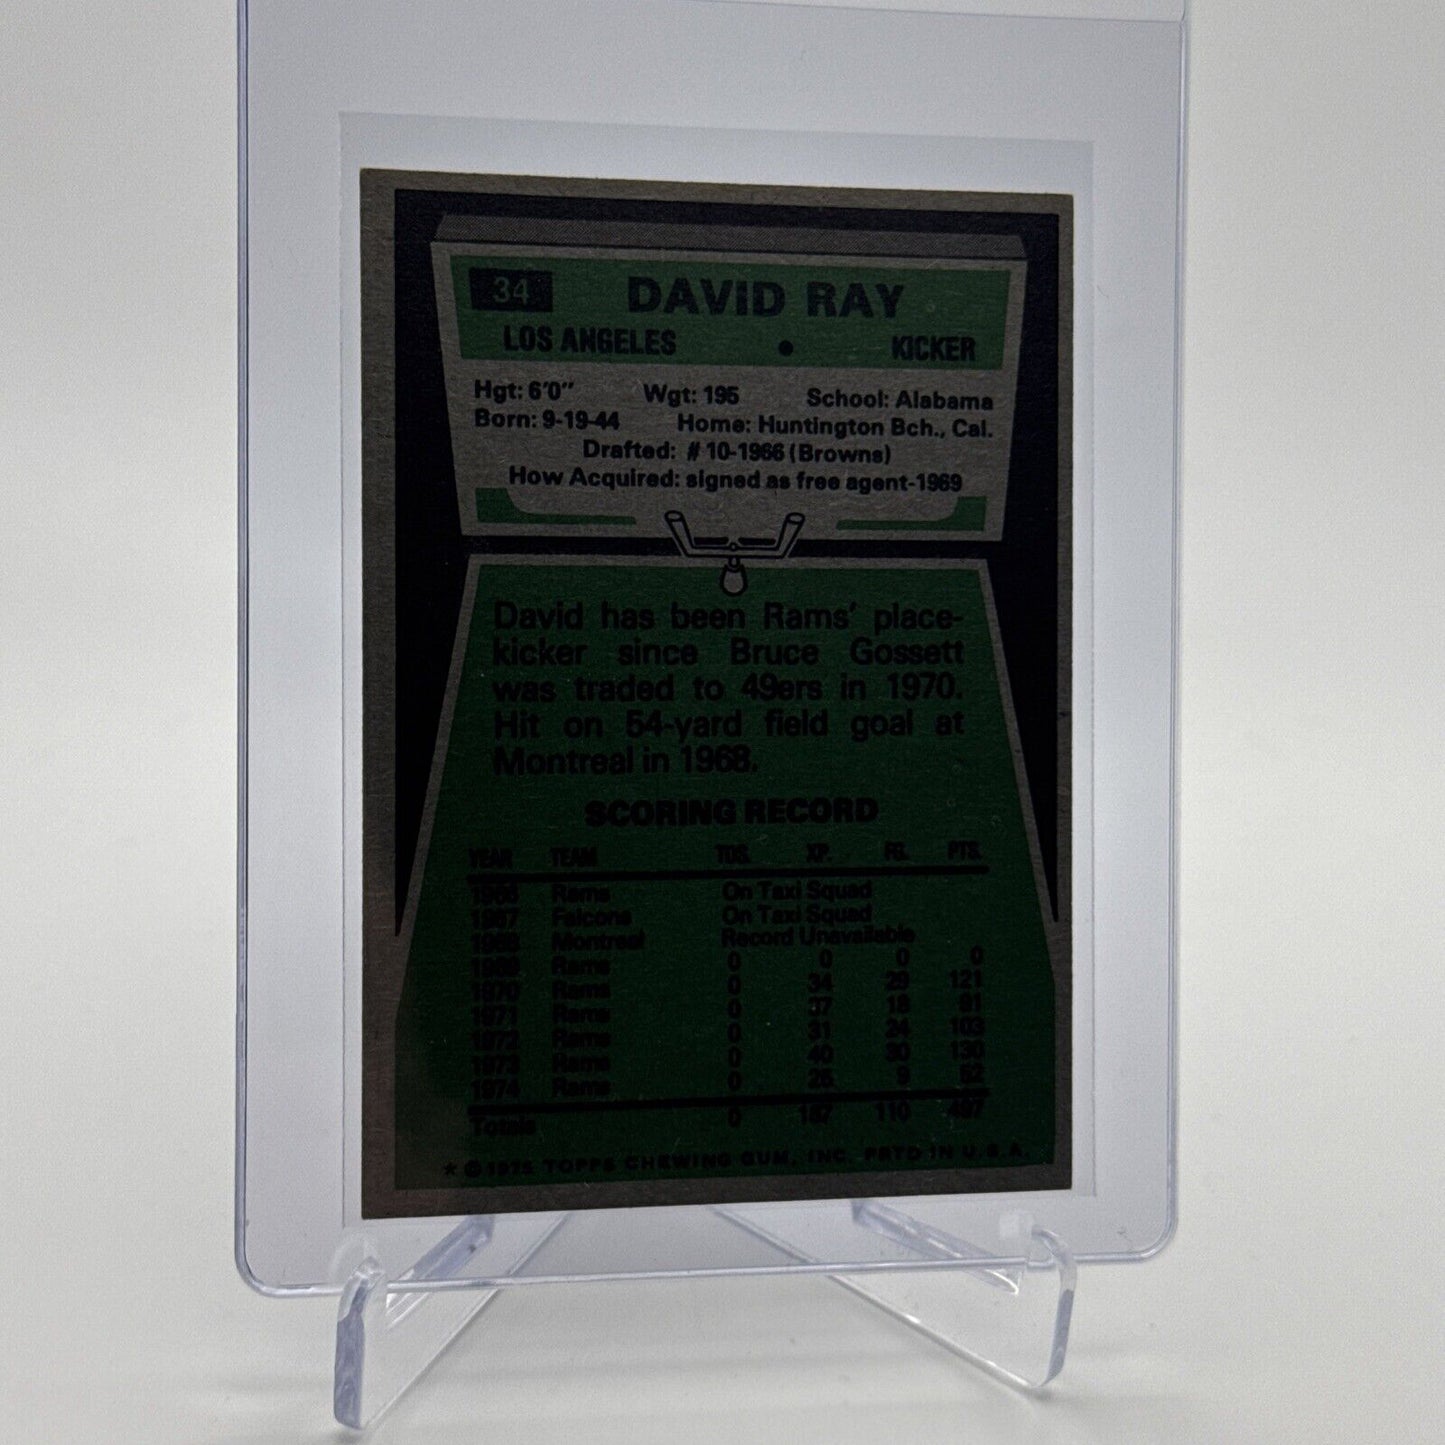 34 DAVID RAY
LOS ANGELES • KICKER
Hgt: 6'0" Wgt: 195 School: Alabama
Born: 9-19-44 Home: Huntington Bch., Cal.
Drafted: # 10-1966 (Browns)
How Acquired: signed as free agent-1969
David has been Rams' place-
kicker since Bruce Gossett
was traded to 49ers in 1970.
Hit on 54-yard field goal at
Montreal in 1968.
SCORING RECORD
YEAR TEAM TDS. XP. FG. PTS.
1966 Rams On Taxi Squad
1967 Falcons On Taxi Squad
1968 Montreal Record Unavailable
1969 Rams 0 0 0 0
1970 Rams 0 34 29 121
1971 Rams 0 37 18 91
1972 Rams 0 31 24 103
1973 Rams 0 40 30 130
1974 Rams 0 25 9 52
Totals 0 167 110 497
★ © 1975 TOPPS CHEWING GUM, INC. PRTD IN U.S.A.